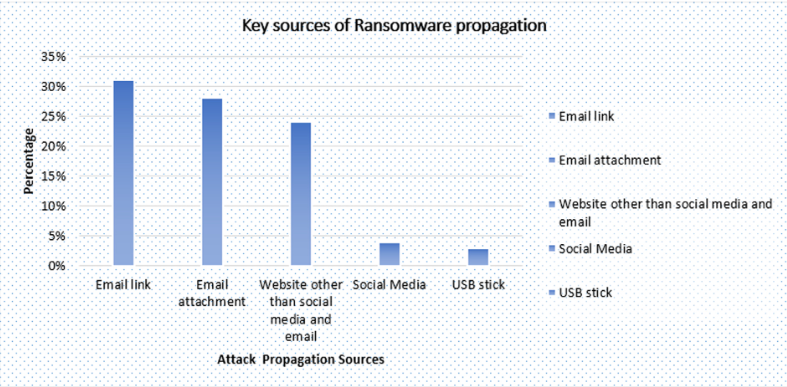 Key sources of Ransomware propagation
Percentage
35%
30%
25%
20%
15%
10%
5%
0%
Email link
Email
attachment
Website other
than social
media and
email
Social Media
USB stick
Attack Propagation Sources
Email link
Email attachment
Website other than social media and
email
Social Media
USB stick